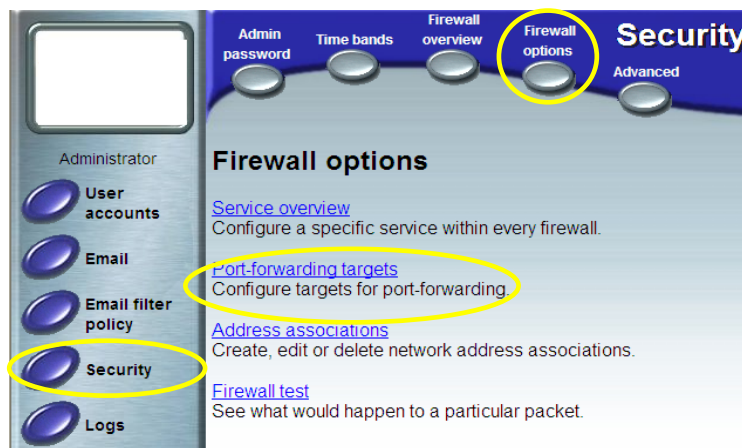 Admin
password
Time bands
Firewall
overview
Firewall
options
Security
Advanced
Administrator
User
accounts
Email
Email filter
policy
Security
Logs
Firewall options
Service overview
Configure a specific service within every firewall.
Port-forwarding targets
Configure targets for port-forwarding.
Address associations
Create, edit or delete network address associations.
Firewall test
See what would happen to a particular packet.